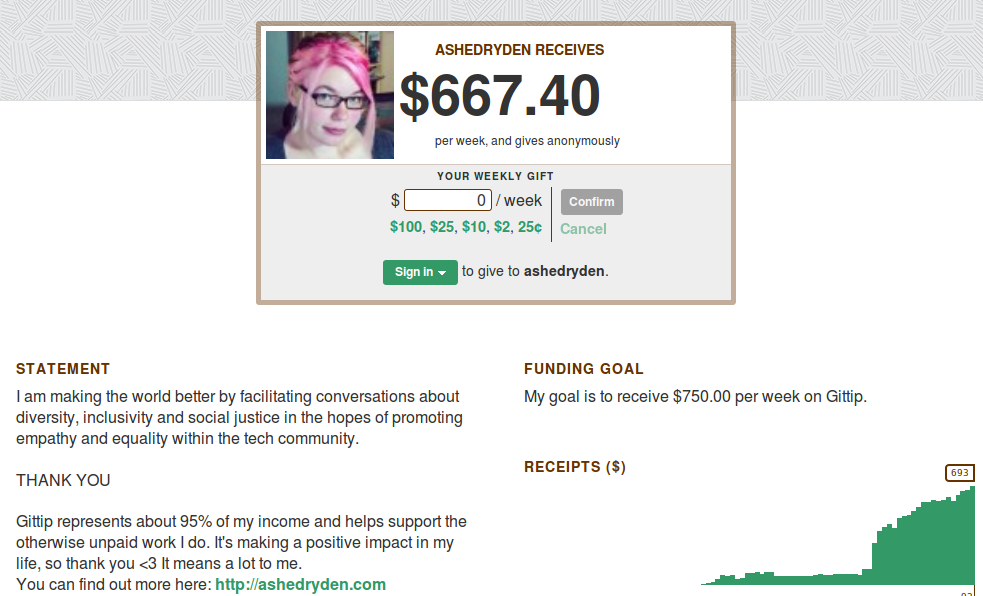 ASHEDRYDEN RECEIVES
$667.40
per week, and gives anonymously
YOUR WEEKLY GIFT
$ 0 / week Confirm
$100, $25, $10, $2, 25¢ Cancel
Sign in to give to ashedryden.
STATEMENT
I am making the world better by facilitating conversations about
diversity, inclusivity and social justice in the hopes of promoting
empathy and equality within the tech community.
THANK YOU
Gittip represents about 95% of my income and helps support the
otherwise unpaid work I do. It's making a positive impact in my
life, so thank you <3 It means a lot to me.
You can find out more here: http://ashedryden.com
FUNDING GOAL
My goal is to receive $750.00 per week on Gittip.
RECEIPTS ($)
693